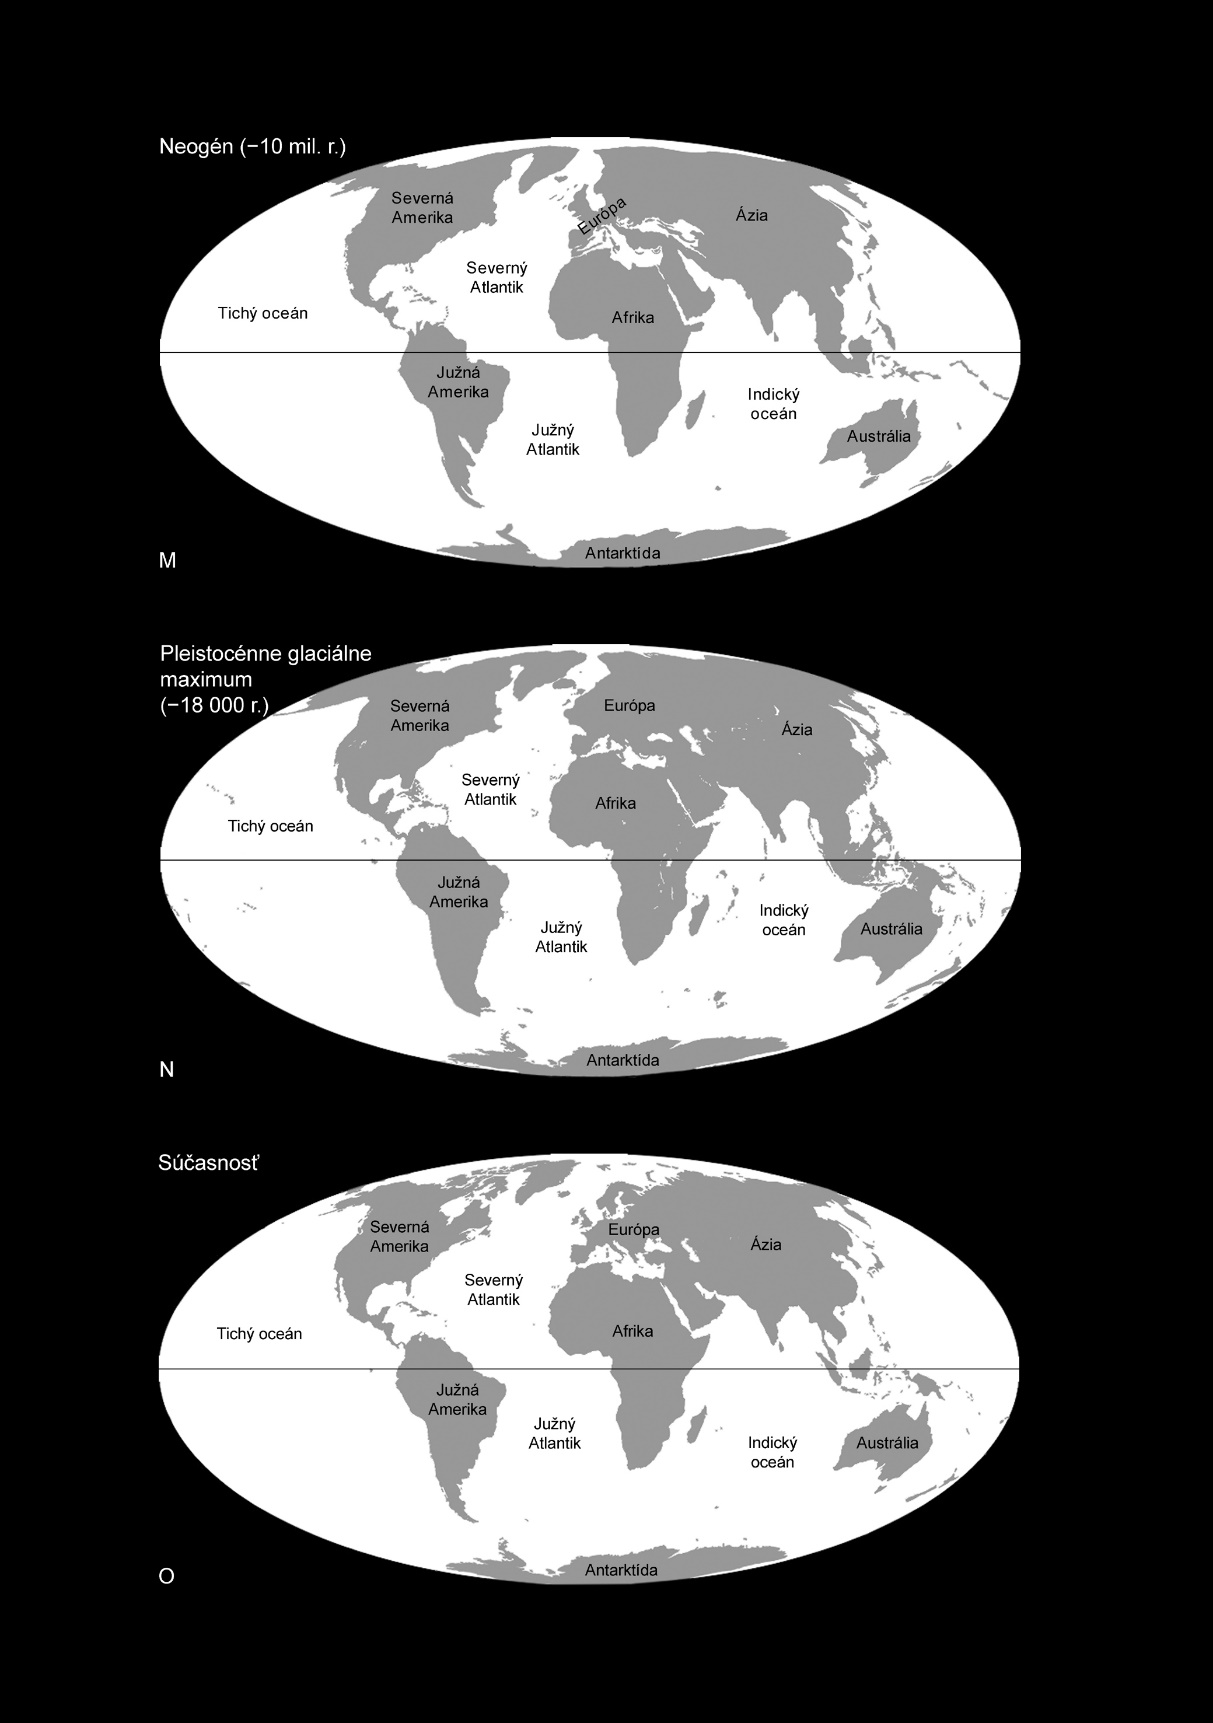 Neogén (−10 mil. r.)
Severná
Amerika
Európa
Ázia
Severný
Atlantik
Tichý oceán
Afrika
Južná
Amerika
Indický
oceán
Južný
Atlantik
Austrália
Antarktída
M
Pleistocénne glaciálne
maximum
(−18 000 r.)
Severná
Amerika
Európa
Ázia
Severný
Atlantik
Afrika
Tichý oceán
Južná
Amerika
Indický
oceán
Južný
Atlantik
Austrália
Antarktída
N
Súčasnosť
Severná
Amerika
Európa
Ázia
Severný
Atlantik
Tichý oceán
Afrika
Južná
Amerika
Južný
Atlantik
Indický
oceán
Austrália
Antarktída
O